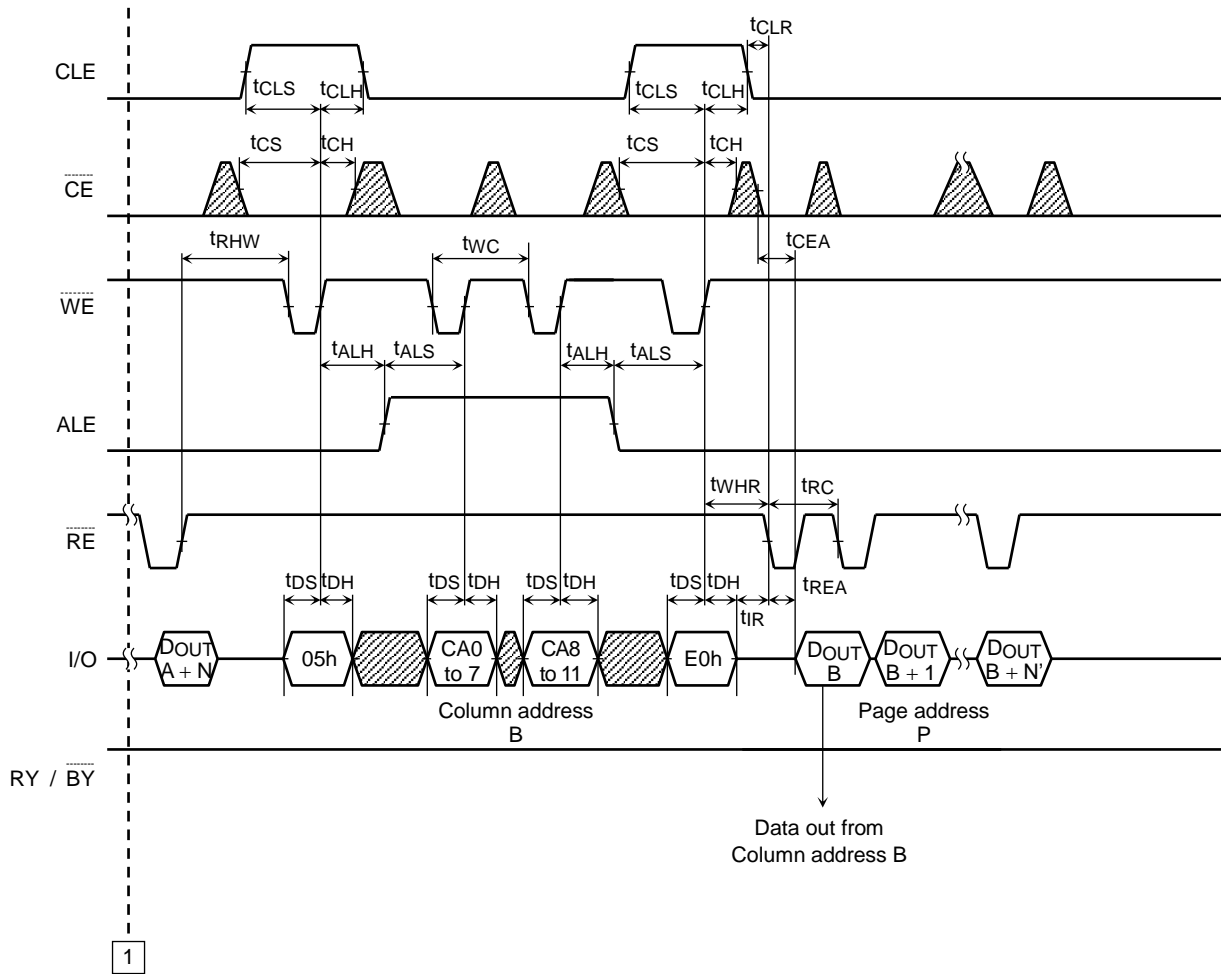 tCLR
CLE
tCLS tCLH tCLS tCLH
tCS tCH tCS tCH
CE
tRHW tWC tCEA
WE
tALH tALS tALH tALS
ALE
tWHR tRC
RE
tDS tDH tDS tDH tDS tDH tDS tDH tREA
tIR
I/O
DOUT
A + N
05h
CA0
to 7
CA8
to 11
E0h
DOUT
B
DOUT
B + 1
DOUT
B + N’
Column address
B
Page address
P
RY / BY
Data out from
Column address B
1